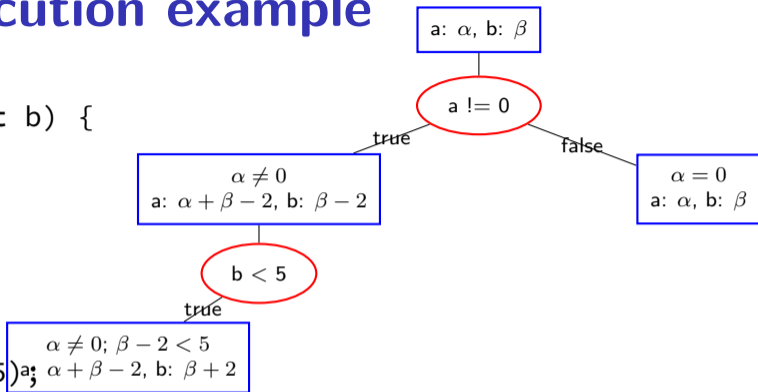 cution example
a: α, b: β
a != 0
b) {
true
false
α ≠ 0
a: α + β − 2, b: β − 2
α = 0
a: α, b: β
b < 5
true
α ≠ 0; β − 2 < 5
);
a: α + β − 2, b: β + 2